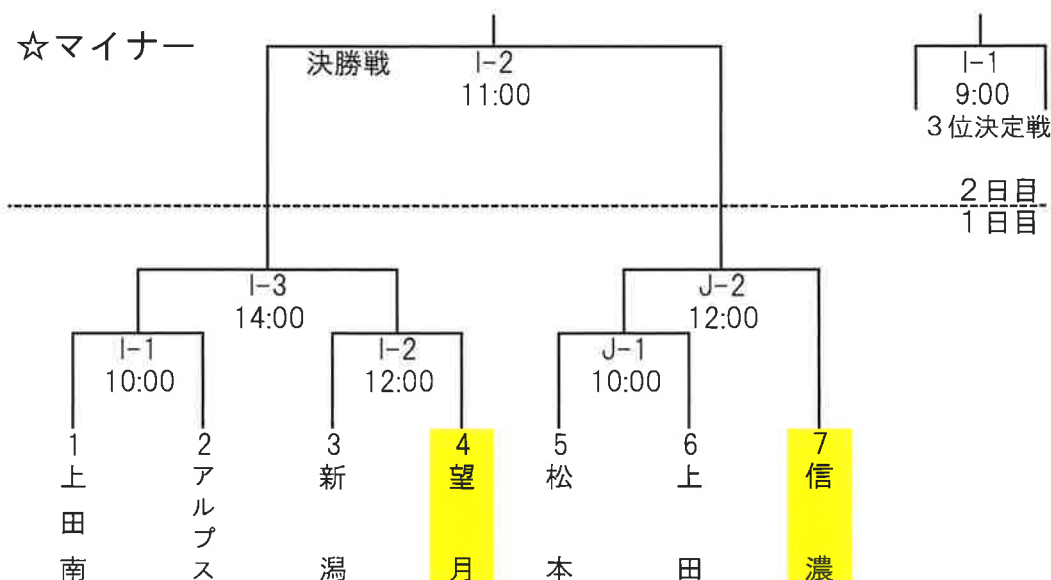 ☆マイナー
決勝戦
I-2
11:00
I-1
9:00
3位決定戦
2日目
1日目
I-3
14:00
J-2
12:00
I-1
10:00
I-2
12:00
J-1
10:00
1 上田南
2 アルプス
3 新潟
4 望月
5 松本
6 上田
7 信濃